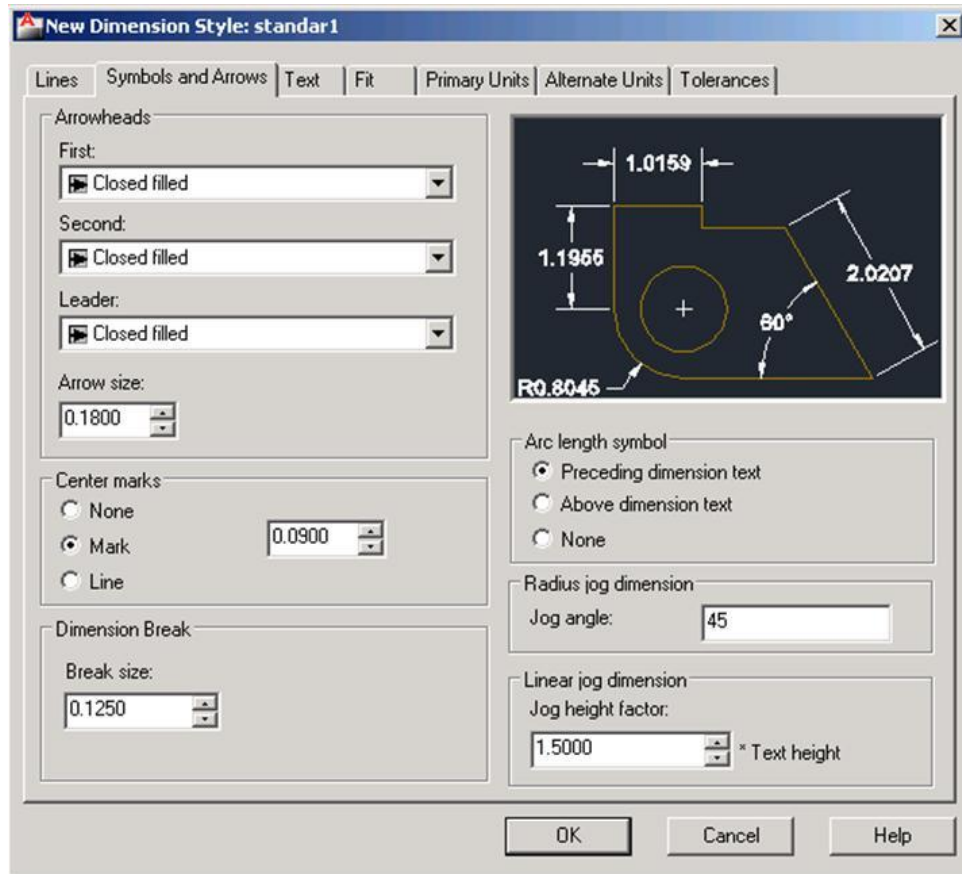 New Dimension Style: standar1
Lines
Symbols and Arrows
Text
Fit
Primary Units
Alternate Units
Tolerances
Arrowheads
First:
Closed filled
Second:
Closed filled
Leader:
Closed filled
Arrow size:
0.1800
Center marks
None
Mark
0.0900
Line
Dimension Break
Break size:
0.1250
1.0159
1.1955
2.0207
60°
R0.8045
Arc length symbol
Preceding dimension text
Above dimension text
None
Radius jog dimension
Jog angle:
45
Linear jog dimension
Jog height factor:
1.5000
* Text height
OK
Cancel
Help